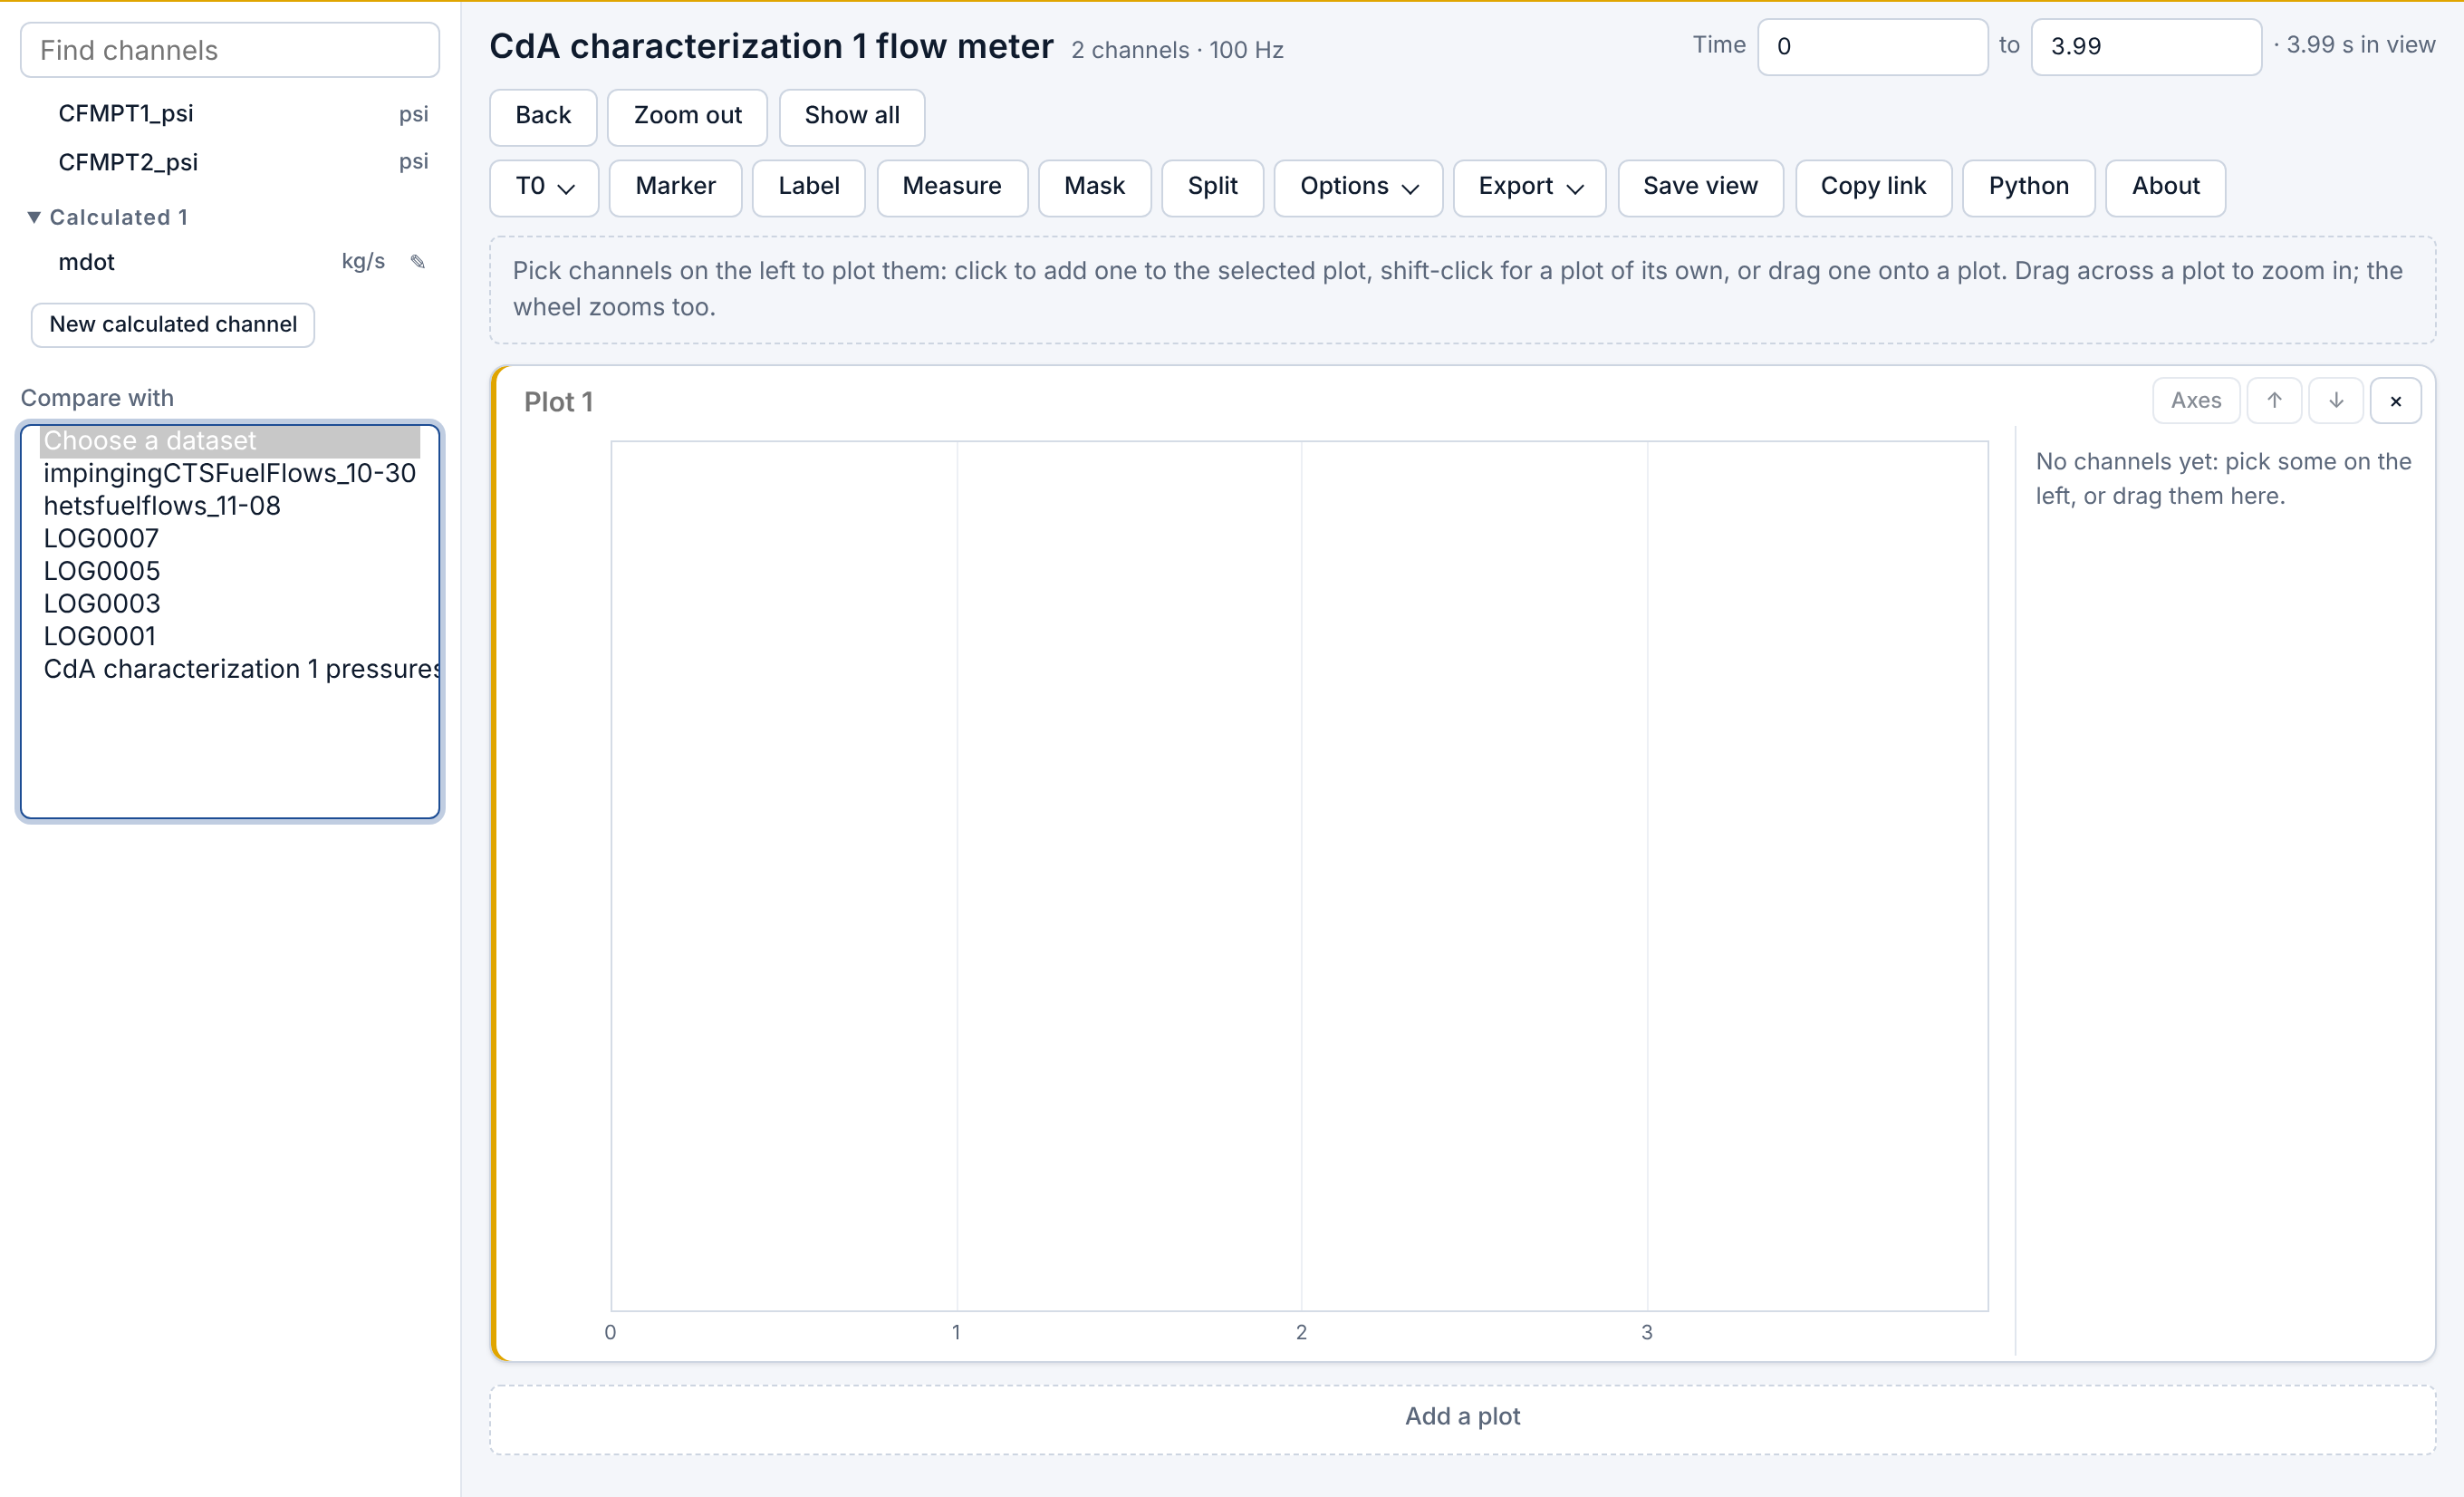 Find channels
CFMPT1_psi psi
CFMPT2_psi psi
▼ Calculated 1
mdot kg/s ✎
New calculated channel
Compare with
Choose a dataset
impingingCTSFuelFlows_10-30
hetsfuelflows_11-08
LOG0007
LOG0005
LOG0003
LOG0001
CdA characterization 1 pressures
CdA characterization 1 flow meter 2 channels · 100 Hz
Time 0 to 3.99 · 3.99 s in view
Back Zoom out Show all
T0 Marker Label Measure Mask Split Options Export Save view Copy link Python About
Pick channels on the left to plot them: click to add one to the selected plot, shift-click for a plot of its own, or drag one onto a plot. Drag across a plot to zoom in; the
wheel zooms too.
Plot 1
Axes ↑ ↓ ×
No channels yet: pick some on the
left, or drag them here.
0 1 2 3
Add a plot